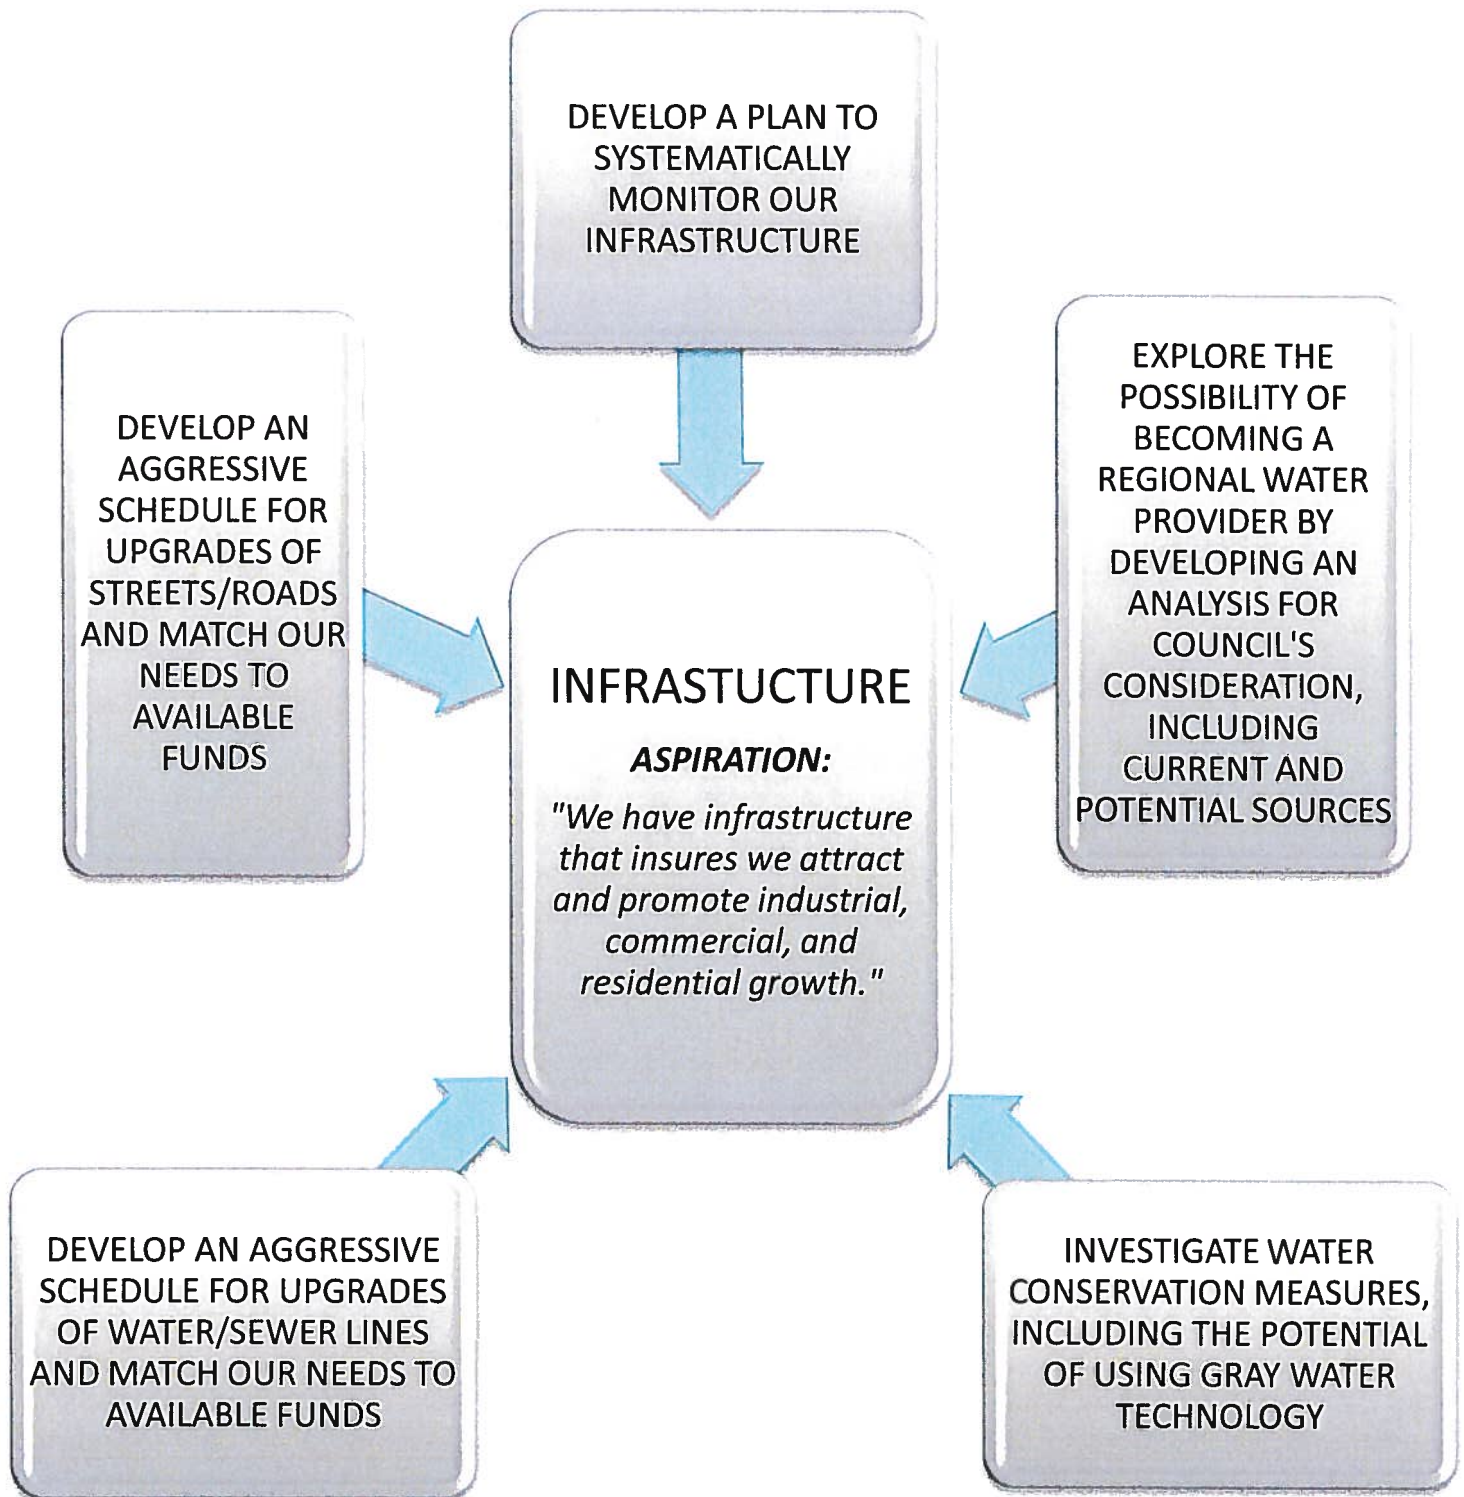 DEVELOP A PLAN TO
SYSTEMATICALLY
MONITOR OUR
INFRASTRUCTURE
DEVELOP AN
AGGRESSIVE
SCHEDULE FOR
UPGRADES OF
STREETS/ROADS
AND MATCH OUR
NEEDS TO
AVAILABLE
FUNDS
EXPLORE THE
POSSIBILITY OF
BECOMING A
REGIONAL WATER
PROVIDER BY
DEVELOPING AN
ANALYSIS FOR
COUNCIL'S
CONSIDERATION,
INCLUDING
CURRENT AND
POTENTIAL SOURCES
INFRASTUCTURE
ASPIRATION:
"We have infrastructure
that insures we attract
and promote industrial,
commercial, and
residential growth."
DEVELOP AN AGGRESSIVE
SCHEDULE FOR UPGRADES
OF WATER/SEWER LINES
AND MATCH OUR NEEDS TO
AVAILABLE FUNDS
INVESTIGATE WATER
CONSERVATION MEASURES,
INCLUDING THE POTENTIAL
OF USING GRAY WATER
TECHNOLOGY